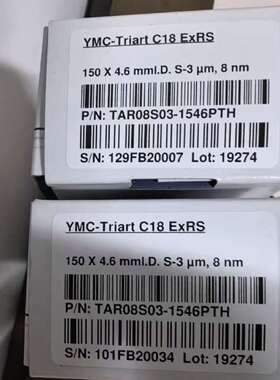 YMC-Triart C18 ExRS
150 X 4.6 mmI.D. S-3 µm, 8 nm
P/N: TAR08S03-1546PTH
S/N: 129FB20007 Lot: 19274
YMC-Triart C18 ExRS
150 X 4.6 mmI.D. S-3 µm, 8 nm
P/N: TAR08S03-1546PTH
S/N: 101FB20034 Lot: 19274